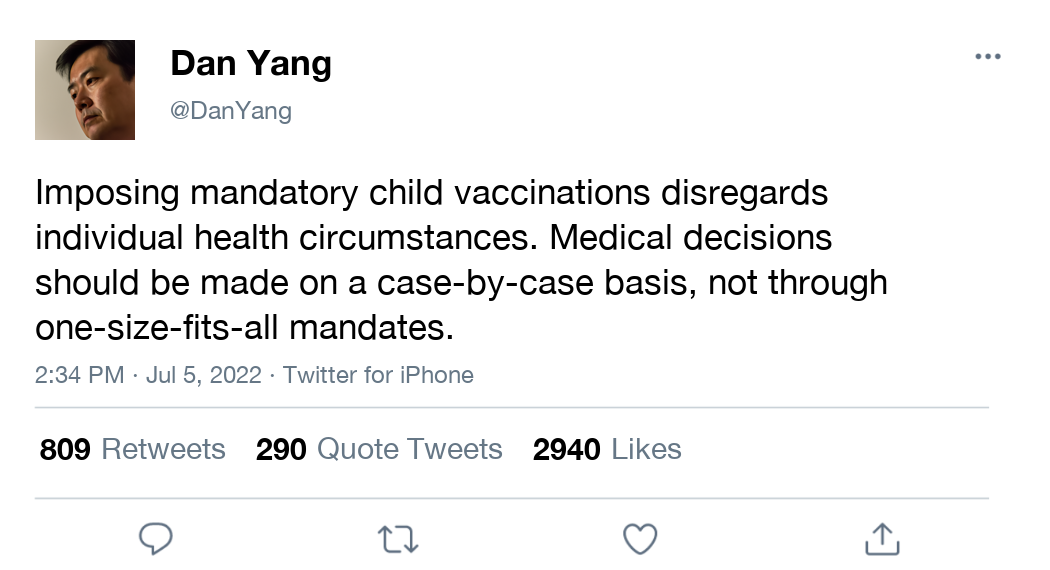 Dan Yang
@DanYang
Imposing mandatory child vaccinations disregards
individual health circumstances. Medical decisions
should be made on a case-by-case basis, not through
one-size-fits-all mandates.
2:34 PM · Jul 5, 2022 · Twitter for iPhone
809 Retweets 290 Quote Tweets 2940 Likes